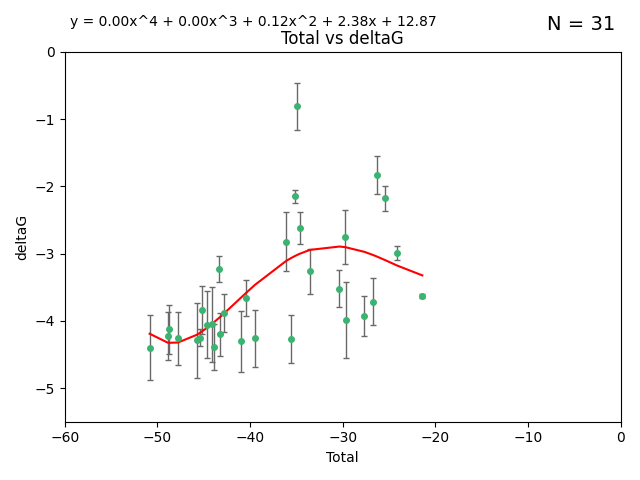 y = 0.00x^4 + 0.00x^3 + 0.12x^2 + 2.38x + 12.87
N = 31
Total vs deltaG
0
−1
−2
−3
−4
−5
deltaG
−60 −50 −40 −30 −20 −10 0
Total